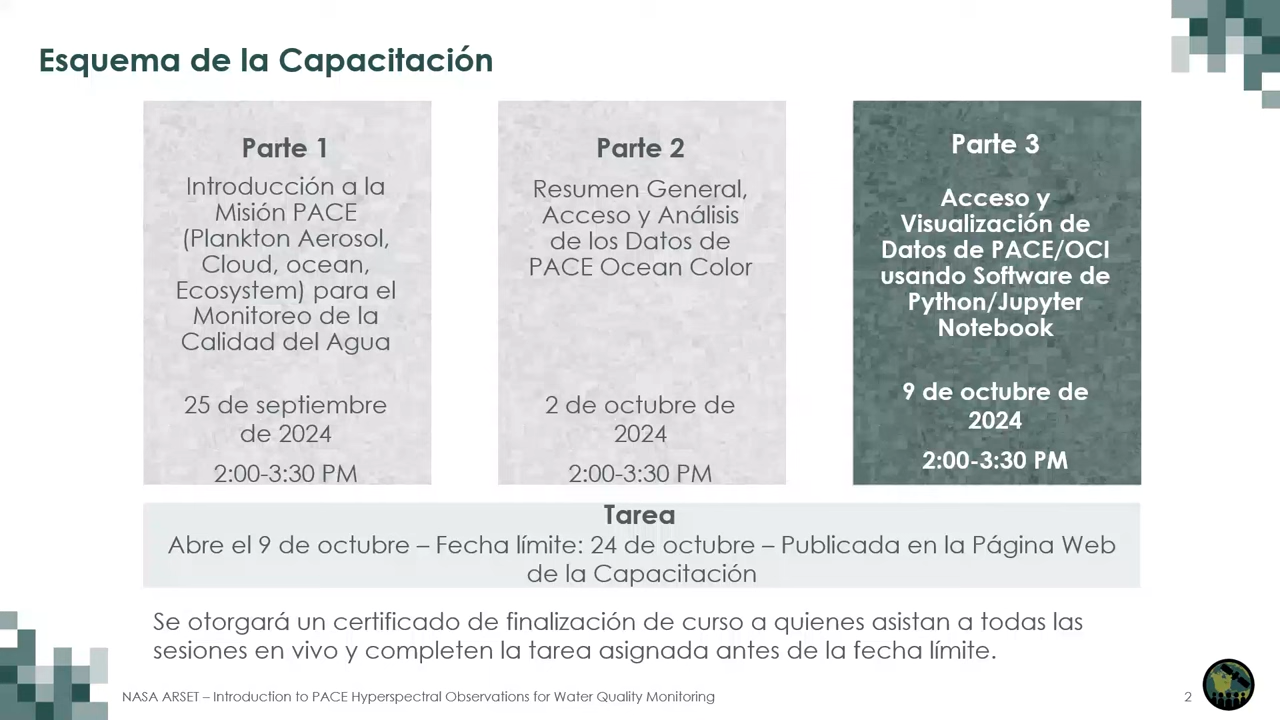 Esquema de la Capacitación
Parte 1
Introducción a la
Misión PACE
(Plankton Aerosol,
Cloud, ocean,
Ecosystem) para el
Monitoreo de la
Calidad del Agua
25 de septiembre
de 2024
2:00-3:30 PM
Parte 2
Resumen General,
Acceso y Análisis
de los Datos de
PACE Ocean Color
2 de octubre de
2024
2:00-3:30 PM
Parte 3
Acceso y
Visualización de
Datos de PACE/OCI
usando Software de
Python/Jupyter
Notebook
9 de octubre de
2024
2:00-3:30 PM
Tarea
Abre el 9 de octubre – Fecha límite: 24 de octubre – Publicada en la Página Web
de la Capacitación
Se otorgará un certificado de finalización de curso a quienes asistan a todas las
sesiones en vivo y completen la tarea asignada antes de la fecha límite.
NASA ARSET – Introduction to PACE Hyperspectral Observations for Water Quality Monitoring
2